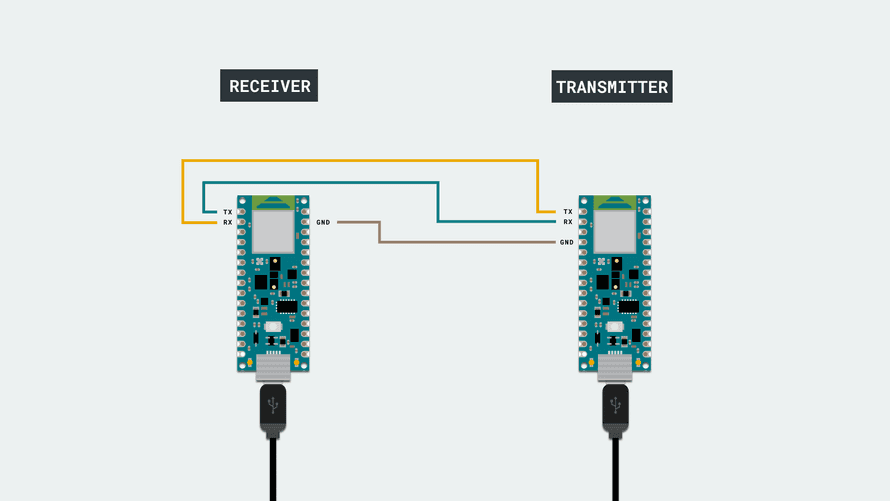 RECEIVER
TRANSMITTER
TX
RX
GND
TX
RX
GND